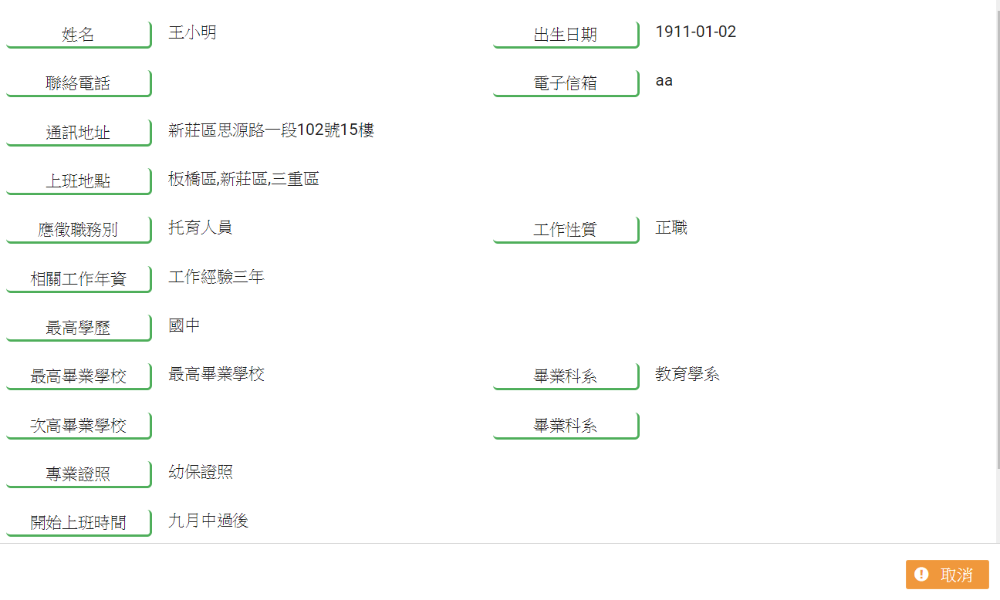 姓名 王小明 出生日期 1911-01-02
聯絡電話 電子信箱 aa
通訊地址 新莊區思源路一段102號15樓
上班地點 板橋區,新莊區,三重區
應徵職務別 托育人員 工作性質 正職
相關工作年資 工作經驗三年
最高學歷 國中
最高畢業學校 最高畢業學校 畢業科系 教育學系
次高畢業學校 畢業科系
專業證照 幼保證照
開始上班時間 九月中過後
取消